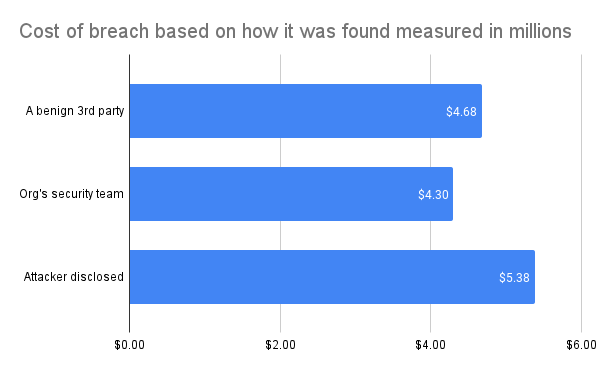 Cost of breach based on how it was found measured in millions
A benign 3rd party
$4.68
Org's security team
$4.30
Attacker disclosed
$5.38
$0.00
$2.00
$4.00
$6.00